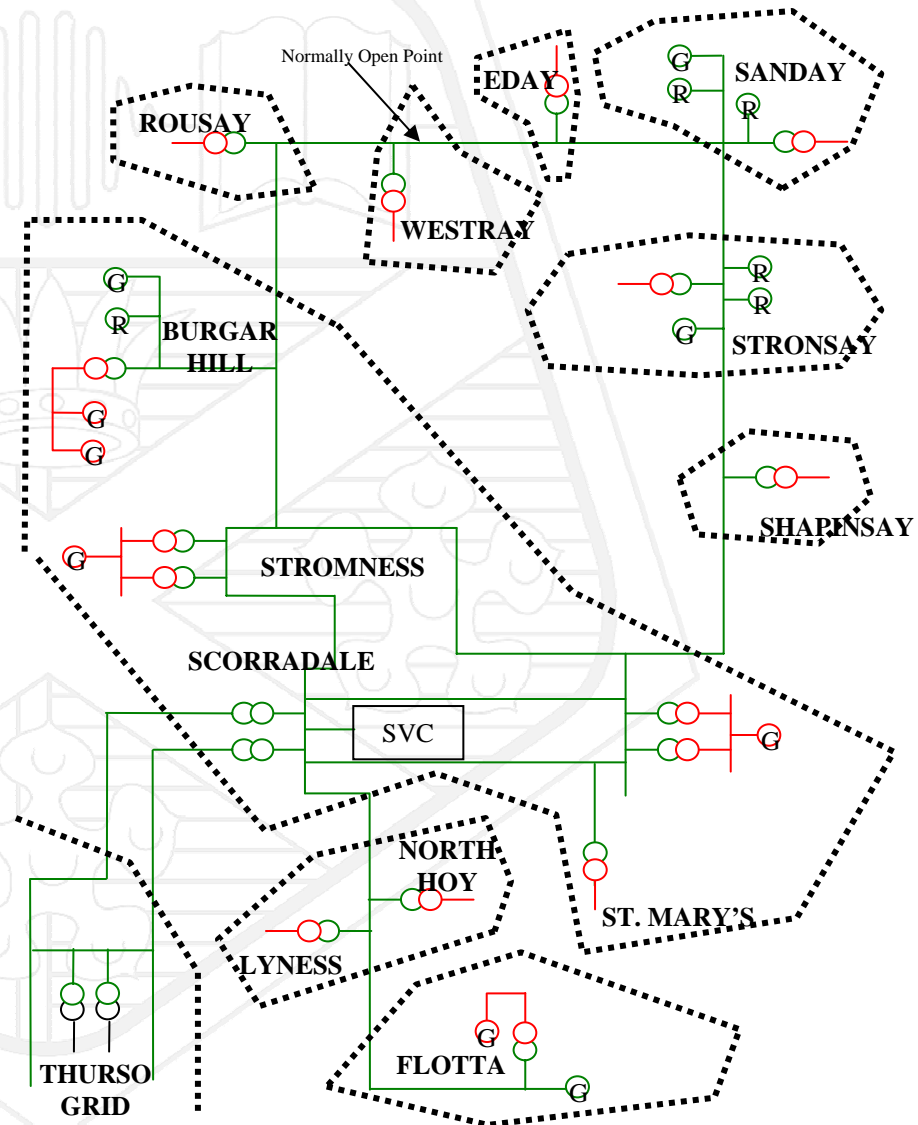 Normally Open Point
EDAY
G
SANDAY
R
R
ROUSAY
WESTRAY
G
R
BURGAR
HILL
R
R
G
STRONSAY
G
G
SHAPINSAY
G
STROMNESS
SCORRADALE
SVC
G
NORTH
HOY
ST. MARY'S
LYNESS
G
FLOTTA
G
THURSO
GRID